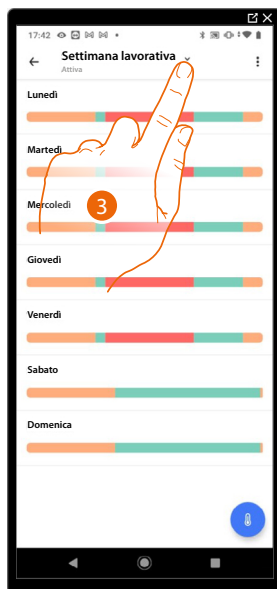 17:42
Settimana lavorativa
Attiva
Lunedì
Martedì
Mercoledì
3
Giovedì
Venerdì
Sabato
Domenica